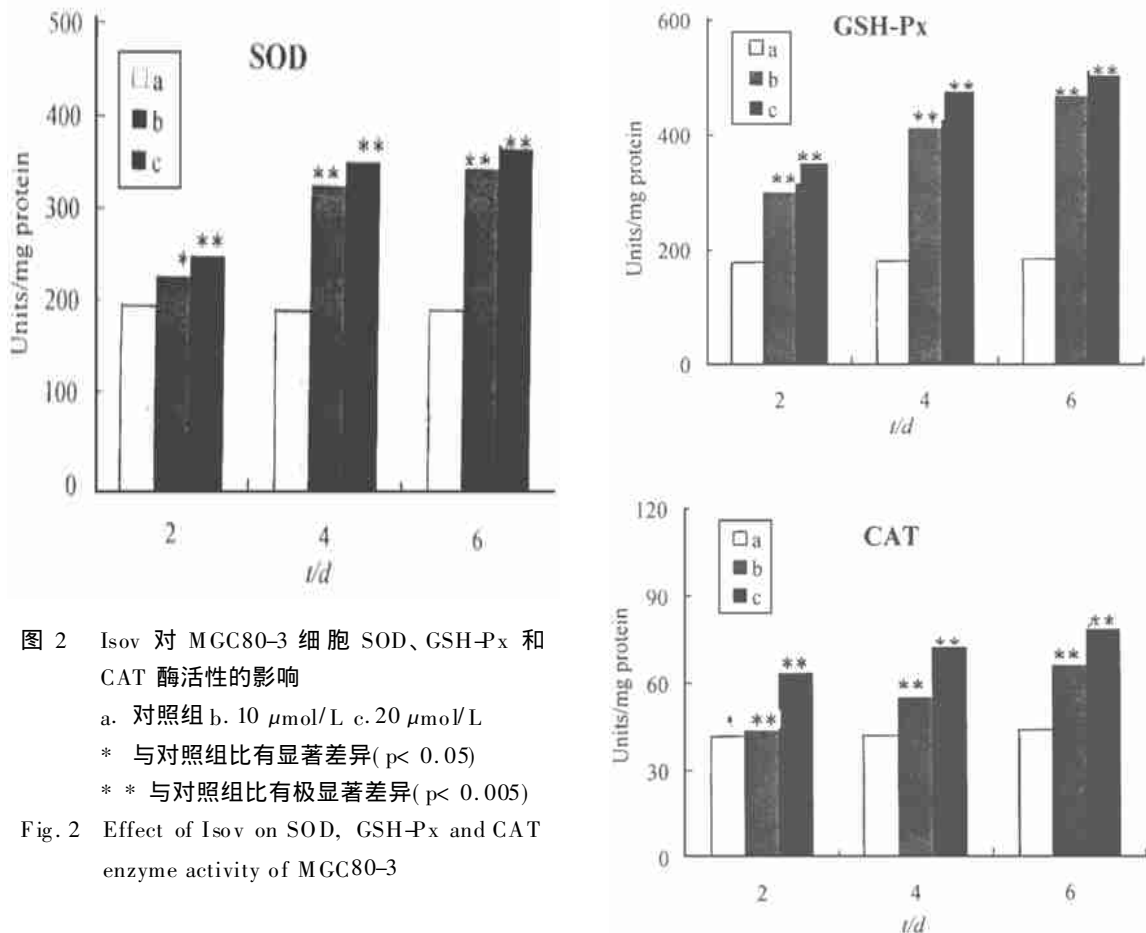 500
400
300
200
100
0
Units/mg protein
SOD
a
b
c
*
**
**
**
**
**
2
4
6
t/d
图 2 Isov 对 MGC80-3 细胞 SOD、GSH-Px 和
CAT 酶活性的影响
a. 对照组 b. 10 μmol/L c. 20 μmol/L
* 与对照组比有显著差异( p< 0.05)
* * 与对照组比有极显著差异( p< 0.005)
Fig. 2 Effect of Isov on SOD, GSH-Px and CAT
enzyme activity of MGC80-3
600
400
200
0
Units/mg protein
GSH-Px
a
b
c
**
**
**
**
**
**
2
4
6
t/d
120
90
60
30
0
Units/mg protein
CAT
a
b
c
**
**
**
**
**
**
2
4
6
t/d